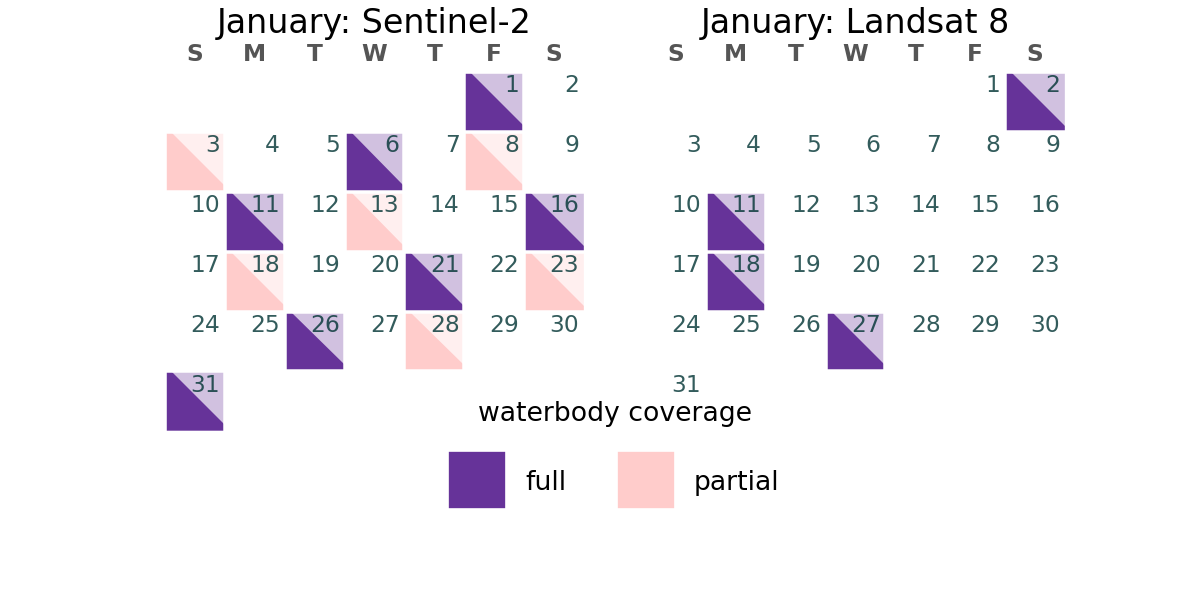 January: Sentinel-2
S M T W T F S
1 2
3 4 5 6 7 8 9
10 11 12 13 14 15 16
17 18 19 20 21 22 23
24 25 26 27 28 29 30
31
January: Landsat 8
S M T W T F S
1 2
3 4 5 6 7 8 9
10 11 12 13 14 15 16
17 18 19 20 21 22 23
24 25 26 27 28 29 30
31
waterbody coverage
full partial